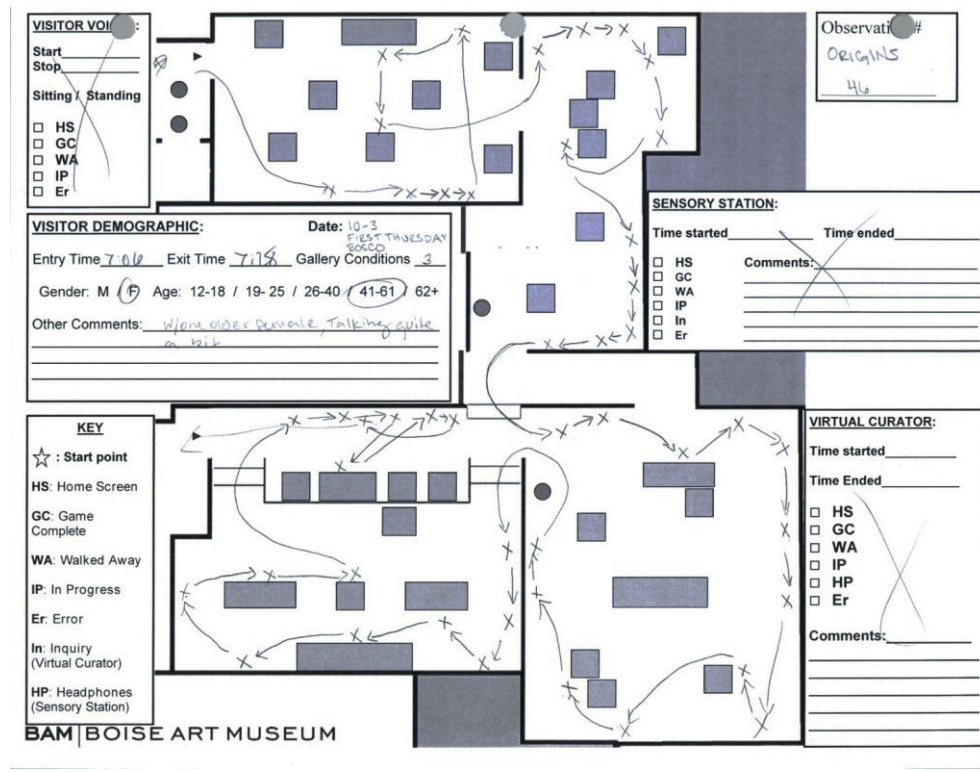 VISITOR VOI :
Start
Stop
Sitting / Standing
HS
GC
WA
IP
Er
Observati #
ORIGINS
46
VISITOR DEMOGRAPHIC: Date: 10-3
FIRST THURSDAY
BOSCO
Entry Time 7:06 Exit Time 7:78 Gallery Conditions 3
Gender: M / F Age: 12-18 / 19- 25 / 26-40 / 41-61 / 62+
Other Comments: w/one older female, Talking quite
a bit
SENSORY STATION:
Time started Time ended
HS Comments:
GC
WA
IP
In
Er
KEY
: Start point
HS: Home Screen
GC: Game
Complete
WA: Walked Away
IP: In Progress
Er: Error
In: Inquiry
(Virtual Curator)
HP: Headphones
(Sensory Station)
VIRTUAL CURATOR:
Time started
Time Ended
HS
GC
WA
IP
HP
Er
Comments:
BAM | BOISE ART MUSEUM